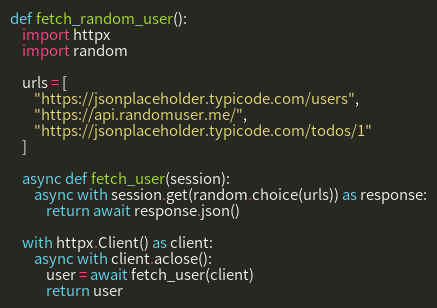 def fetch_random_user():
    import httpx
    import random

    urls = [
        "https://jsonplaceholder.typicode.com/users",
        "https://api.randomuser.me/",
        "https://jsonplaceholder.typicode.com/todos/1"
    ]

    async def fetch_user(session):
        async with session.get(random.choice(urls)) as response:
            return await response.json()

    with httpx.Client() as client:
        async with client.aclose():
            user = await fetch_user(client)
            return user